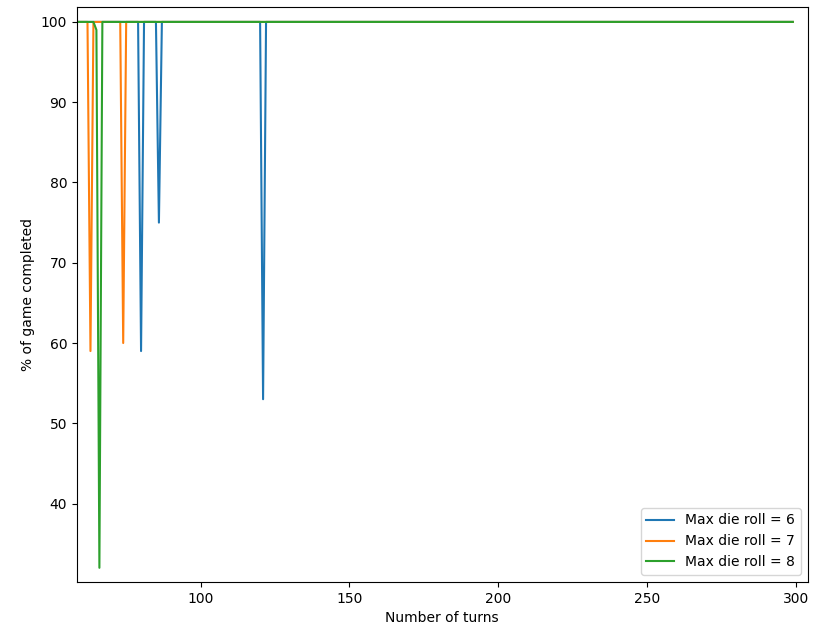 100
90
80
70
60
50
40
% of game completed
100
150
200
250
300
Number of turns
Max die roll = 6
Max die roll = 7
Max die roll = 8